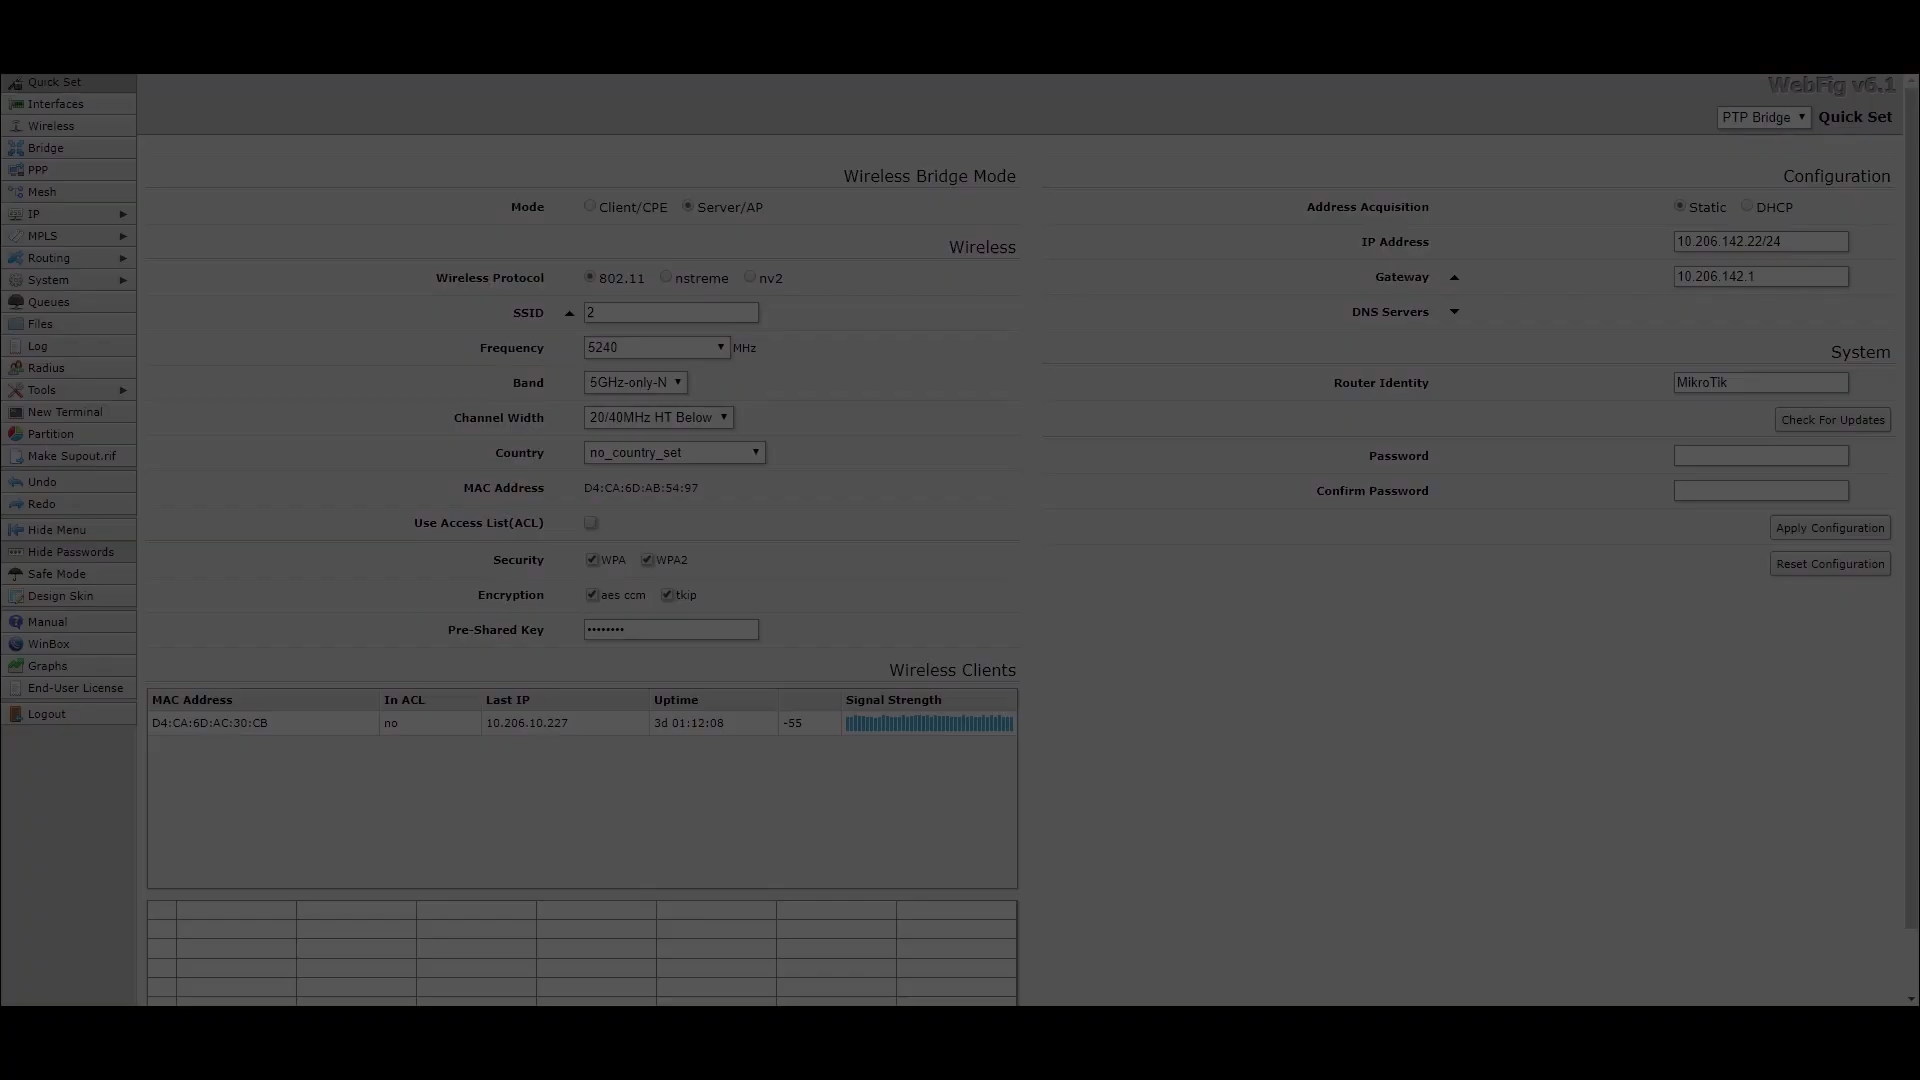 WebFig v6.1
PTP Bridge Quick Set
Quick Set
Interfaces
Wireless
Bridge
PPP
Mesh
IP
MPLS
Routing
System
Queues
Files
Log
Radius
Tools
New Terminal
Partition
Make Supout.rif
Undo
Redo
Hide Menu
Hide Passwords
Safe Mode
Design Skin
Manual
WinBox
Graphs
End-User License
Logout
Wireless Bridge Mode
Mode Client/CPE Server/AP
Wireless
Wireless Protocol 802.11 nstreme nv2
SSID 2
Frequency 5240 MHz
Band 5GHz-only-N
Channel Width 20/40MHz HT Below
Country no_country_set
MAC Address D4:CA:6D:AB:54:97
Use Access List(ACL)
Security WPA WPA2
Encryption aes ccm tkip
Pre-Shared Key ••••••••
Wireless Clients
MAC Address In ACL Last IP Uptime Signal Strength
D4:CA:6D:AC:30:CB no 10.206.10.227 3d 01:12:08 -55
Configuration
Address Acquisition Static DHCP
IP Address 10.206.142.22/24
Gateway 10.206.142.1
DNS Servers
System
Router Identity MikroTik
Check For Updates
Password
Confirm Password
Apply Configuration
Reset Configuration